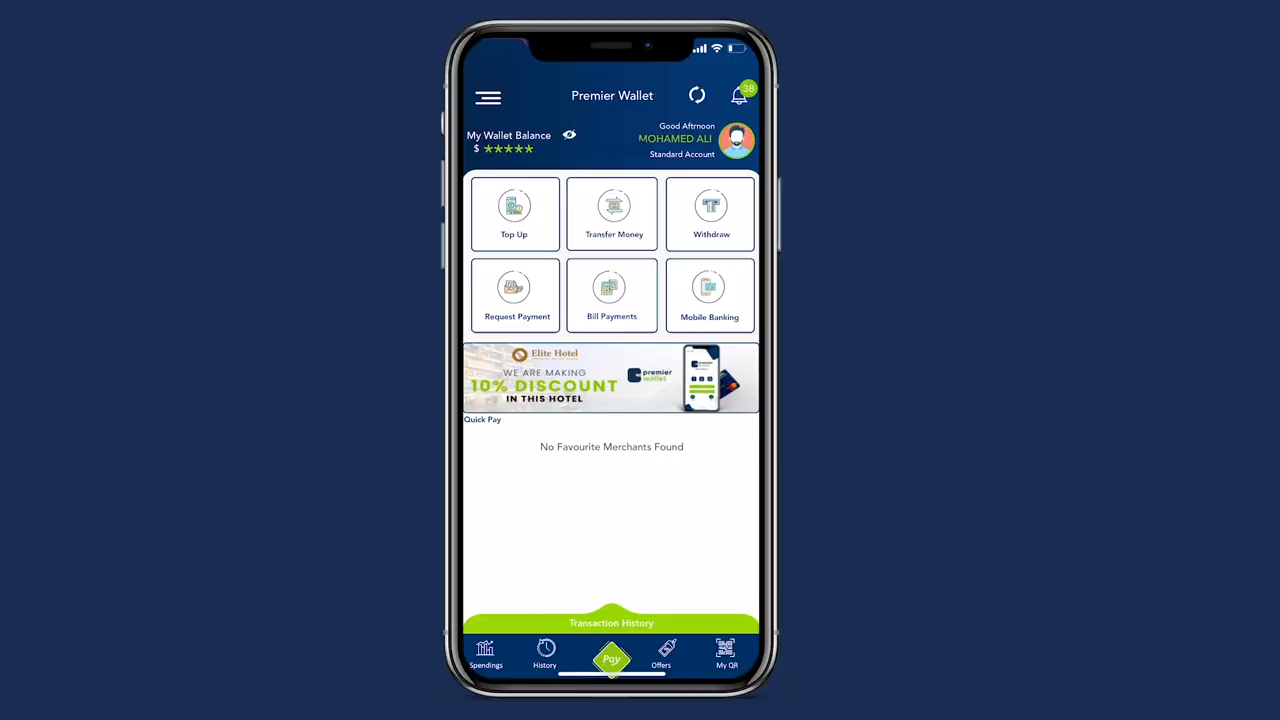 Premier Wallet
38
My Wallet Balance
$ *****
Good Aftrnoon
MOHAMED ALI
Standard Account
Top Up
Transfer Money
Withdraw
Request Payment
Bill Payments
Mobile Banking
Elite Hotel
WE ARE MAKING
10% DISCOUNT
IN THIS HOTEL
premier
wallet
Quick Pay
No Favourite Merchants Found
Transaction History
Spendings
History
Pay
Offers
My QR